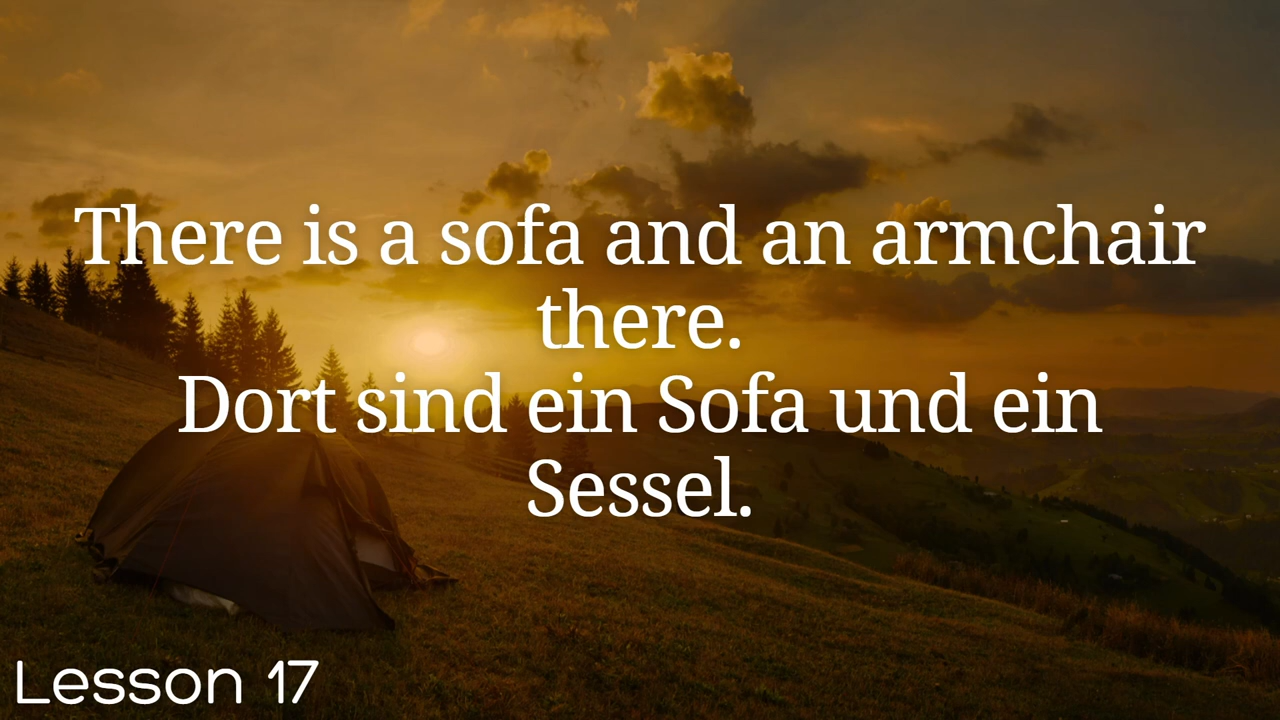 There is a sofa and an armchair
there.
Dort sind ein Sofa und ein
Sessel.
Lesson 17